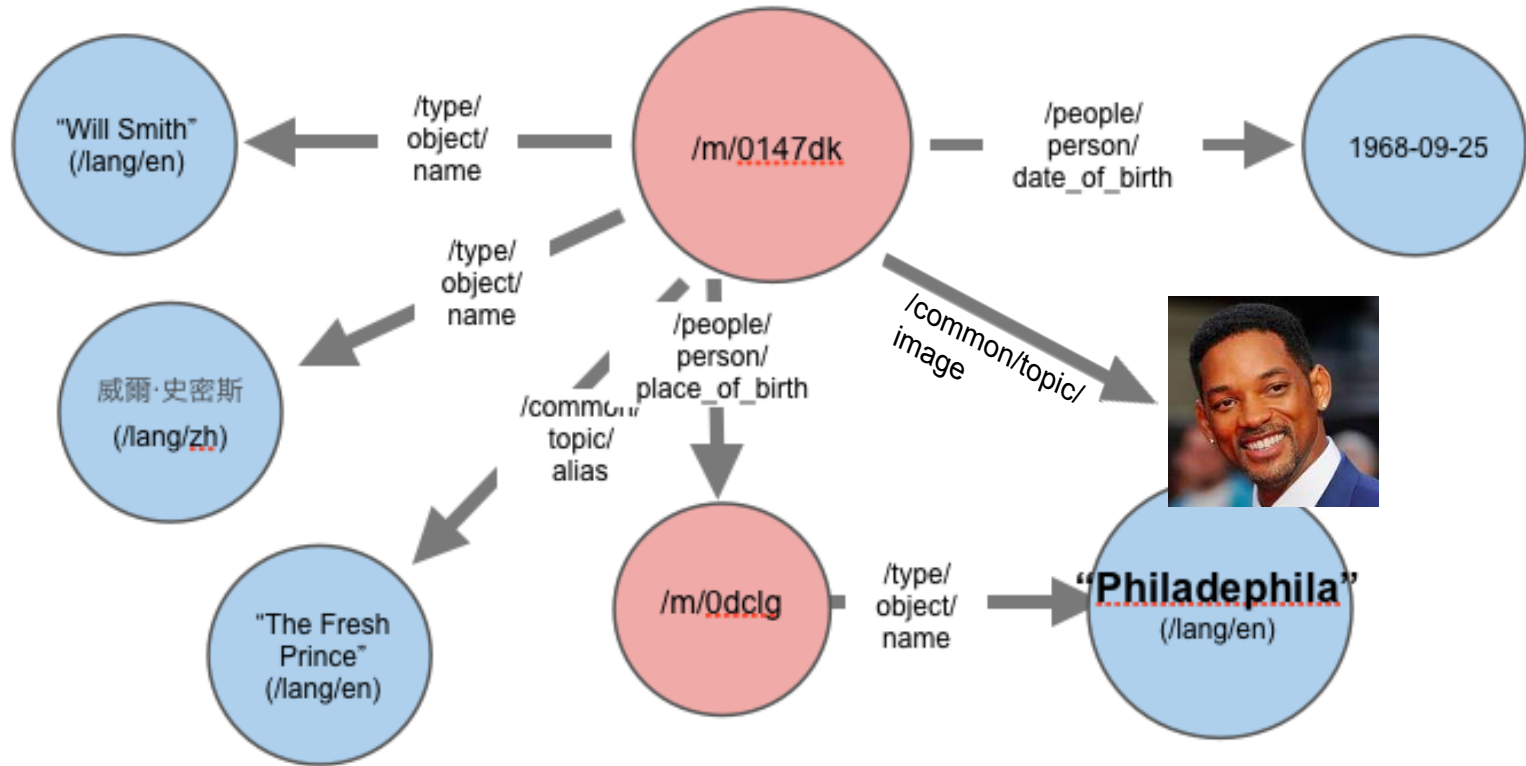 “Will Smith”
(/lang/en)
/type/
object/
name
/m/0147dk
/people/
person/
date_of_birth
1968-09-25
/type/
object/
name
威爾·史密斯
(/lang/zh)
/common/
topic/
alias
“The Fresh
Prince”
(/lang/en)
/people/
person/
place_of_birth
/common/topic/
image
/m/0dclg
/type/
object/
name
“Philadephila”
(/lang/en)